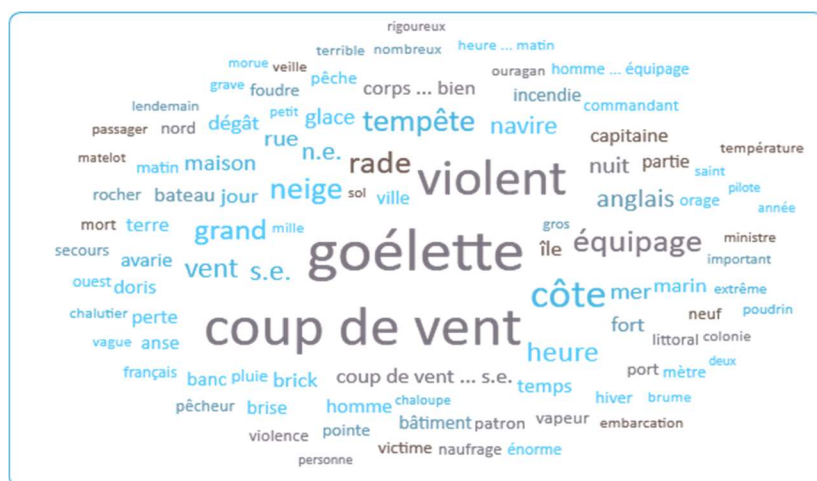 rigoureux
terrible nombreux heure ... matin
morue veille ouragan homme ... équipage
grave foudre pêche corps ... bien incendie
lendemain petit glace commandant
passager nord dégât tempête navire
rue capitaine
matelot n.e. rade violent température
matin maison nuit partie saint
rocher bateau jour neige sol ville anglais orage pilote
année
mort terre grand mille gros
goélette île équipage ministre
secours avarie vent s.e. important
ouest doris côte mer marin extrême
chalutier perte coup de vent neuf poudrin
fort
vague anse heure littoral colonie
français banc pluie brick coup de vent ... s.e. temps port mètre deux
pêcheur brise homme chaloupe hiver brume
violence pointe bâtiment patron vapeur embarcation
victime naufrage énorme
personne